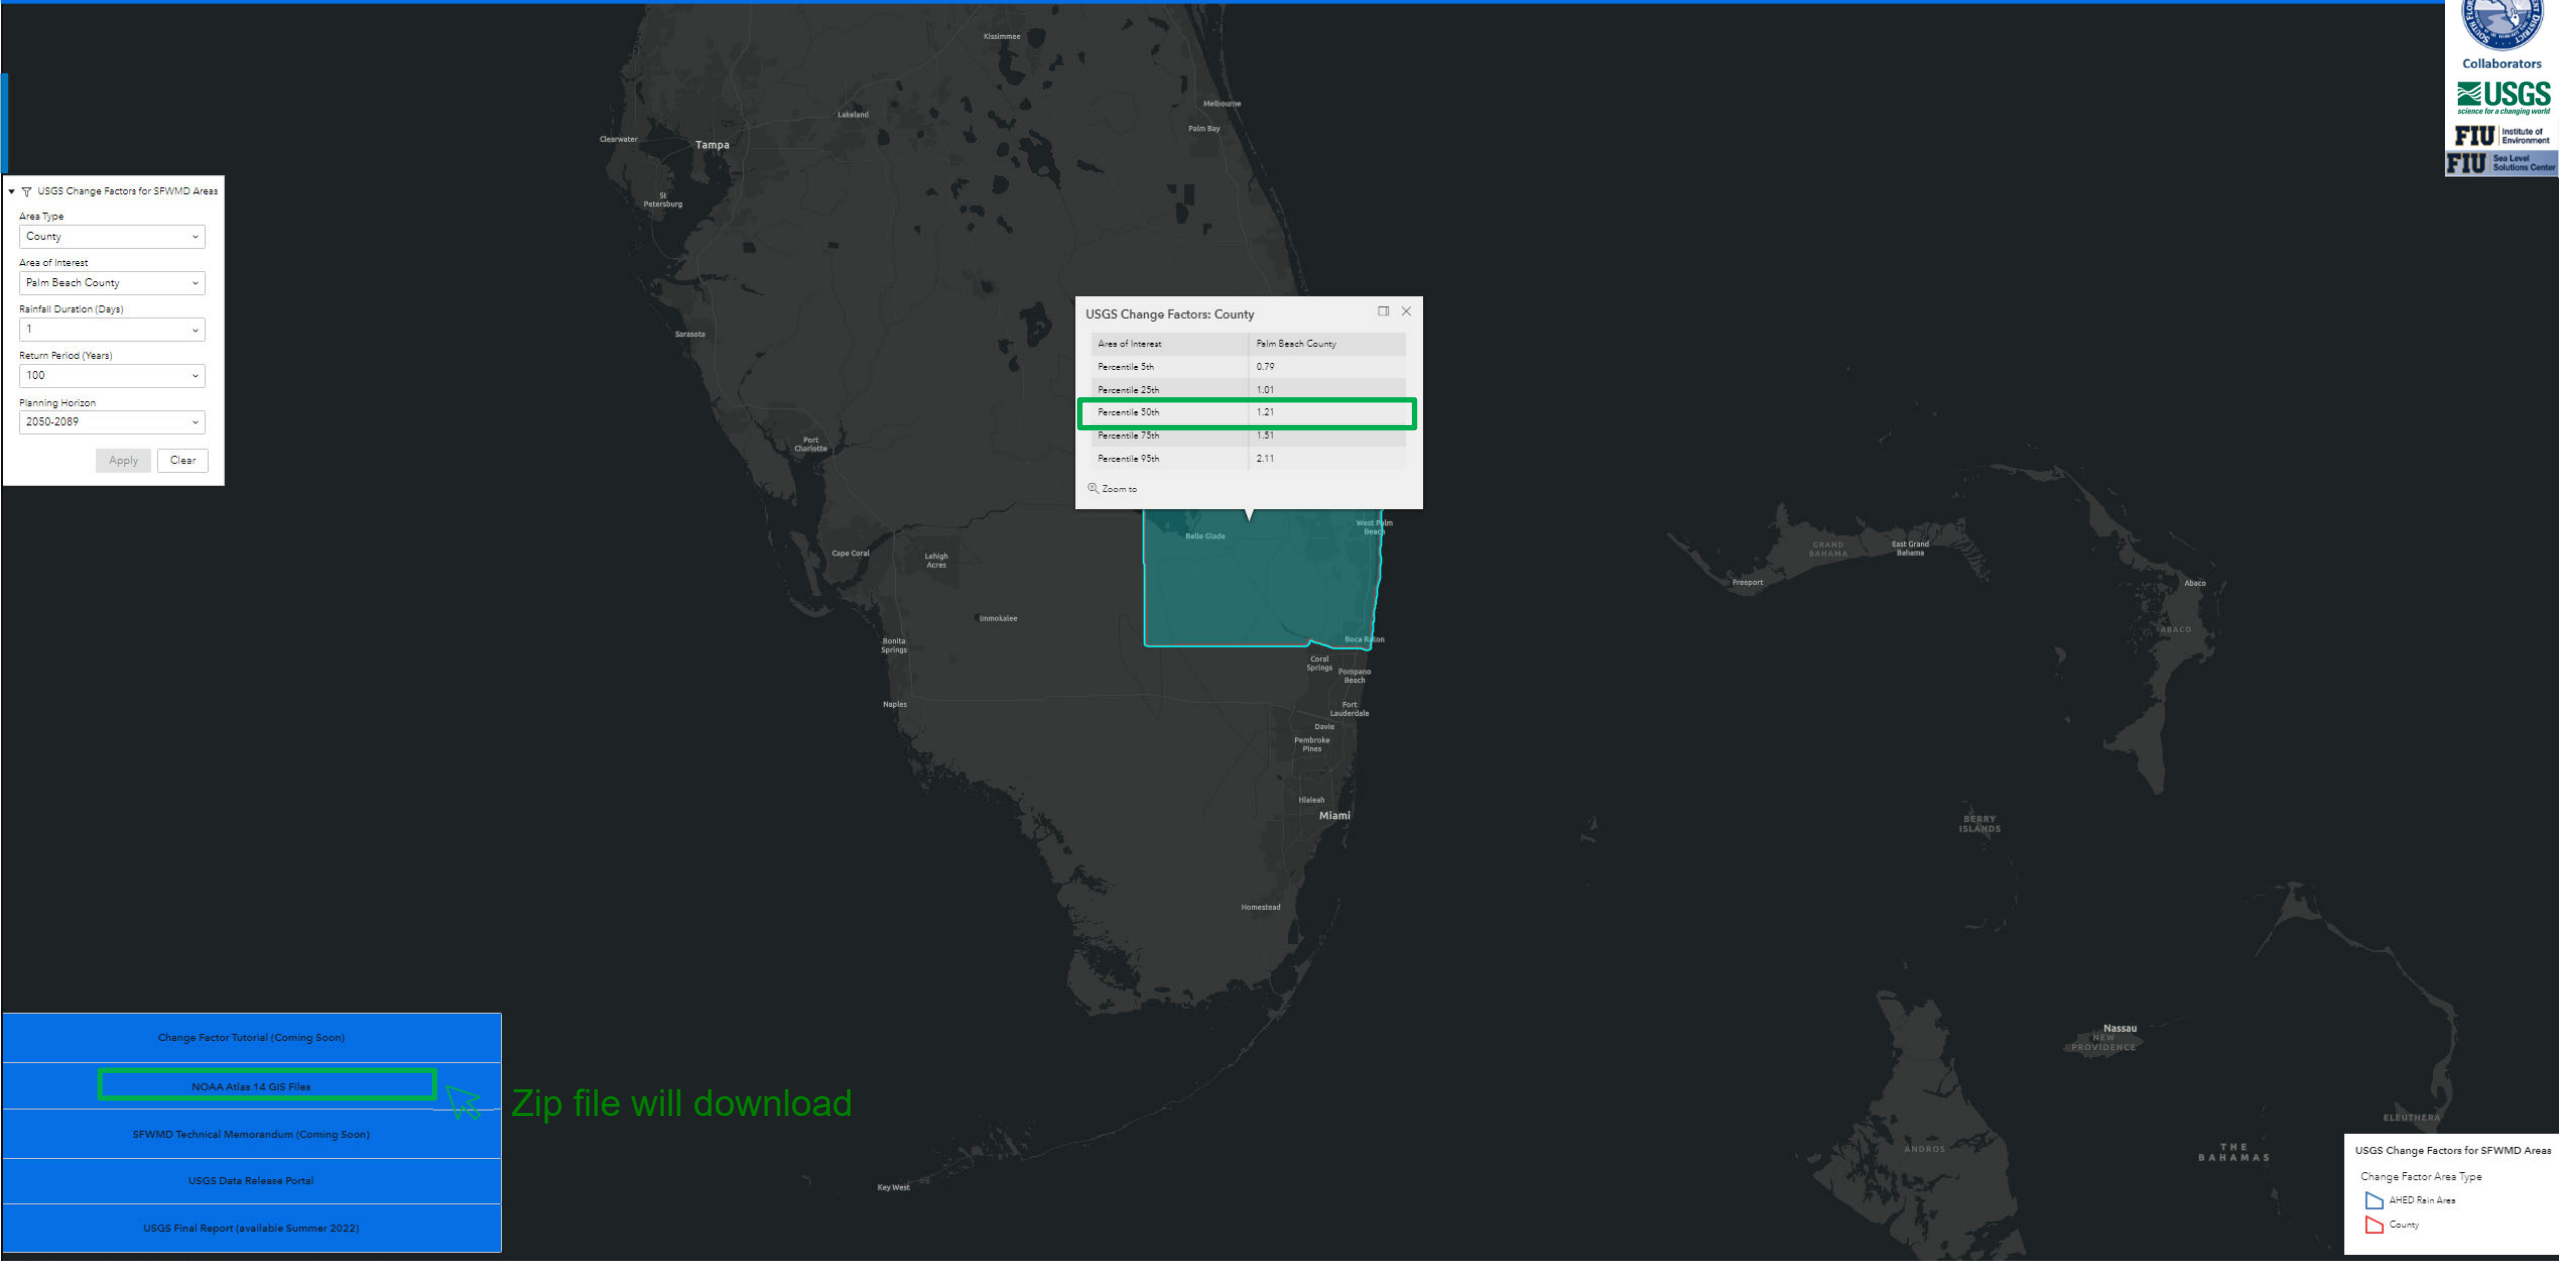 Collaborators
USGS
science for a changing world
FIU Institute of
Environment
FIU Sea Level
Solutions Center
USGS Change Factors for SFWMD Areas
Area Type
County
Area of Interest
Palm Beach County
Rainfall Duration (Days)
1
Return Period (Years)
100
Planning Horizon
2050-2089
Apply Clear
USGS Change Factors: County
Area of Interest Palm Beach County
Percentile 5th 0.79
Percentile 25th 1.01
Percentile 50th 1.21
Percentile 75th 1.51
Percentile 95th 2.11
Zoom to
Kissimmee
Melbourne
Lakeland
Palm Bay
Clearwater
Tampa
St
Petersburg
Sarasota
Port
Charlotte
West Palm
Beach
Belle Glade
Cape Coral
Lehigh
Acres
Immokalee
Bonita
Springs
Boca Raton
Coral
Springs
Pompano
Beach
Naples
Fort
Lauderdale
Davie
Pembroke
Pines
Hialeah
Miami
Homestead
Key West
GRAND
BAHAMA
East Grand
Bahama
Freeport
Abaco
ABACO
BERRY
ISLANDS
Nassau
NEW
PROVIDENCE
ELEUTHERA
ANDROS
THE
BAHAMAS
Change Factor Tutorial (Coming Soon)
NOAA Atlas 14 GIS Files
Zip file will download
SFWMD Technical Memorandum (Coming Soon)
USGS Data Release Portal
USGS Final Report (available Summer 2022)
USGS Change Factors for SFWMD Areas
Change Factor Area Type
AHED Rain Area
County